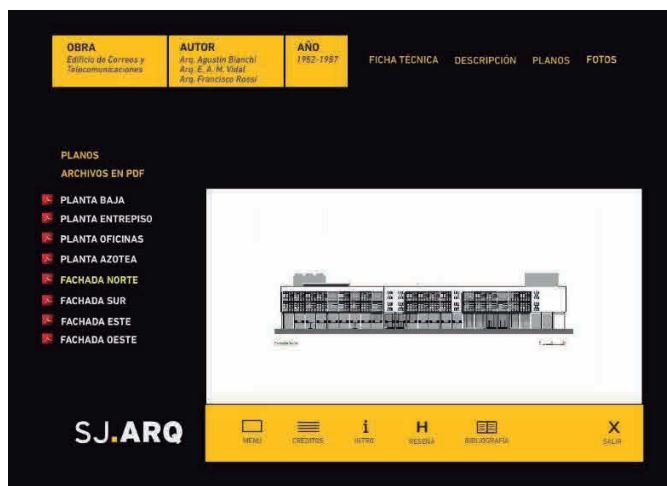 OBRA
Edificio de Correos y
Telecomunicaciones
AUTOR
Arq. Agustín Bianchi
Arq. E. A. M. Vidal
Arq. Francisco Rossi
AÑO
1952-1957
FICHA TÉCNICA
DESCRIPCIÓN
PLANOS
FOTOS
PLANOS
ARCHIVOS EN PDF
PLANTA BAJA
PLANTA ENTREPISO
PLANTA OFICINAS
PLANTA AZOTEA
FACHADA NORTE
FACHADA SUR
FACHADA ESTE
FACHADA OESTE
SJ.ARQ
MENU
CRÉDITOS
i
INTRO
H
RESEÑA
BIBLIOGRAFÍA
X
SALIR